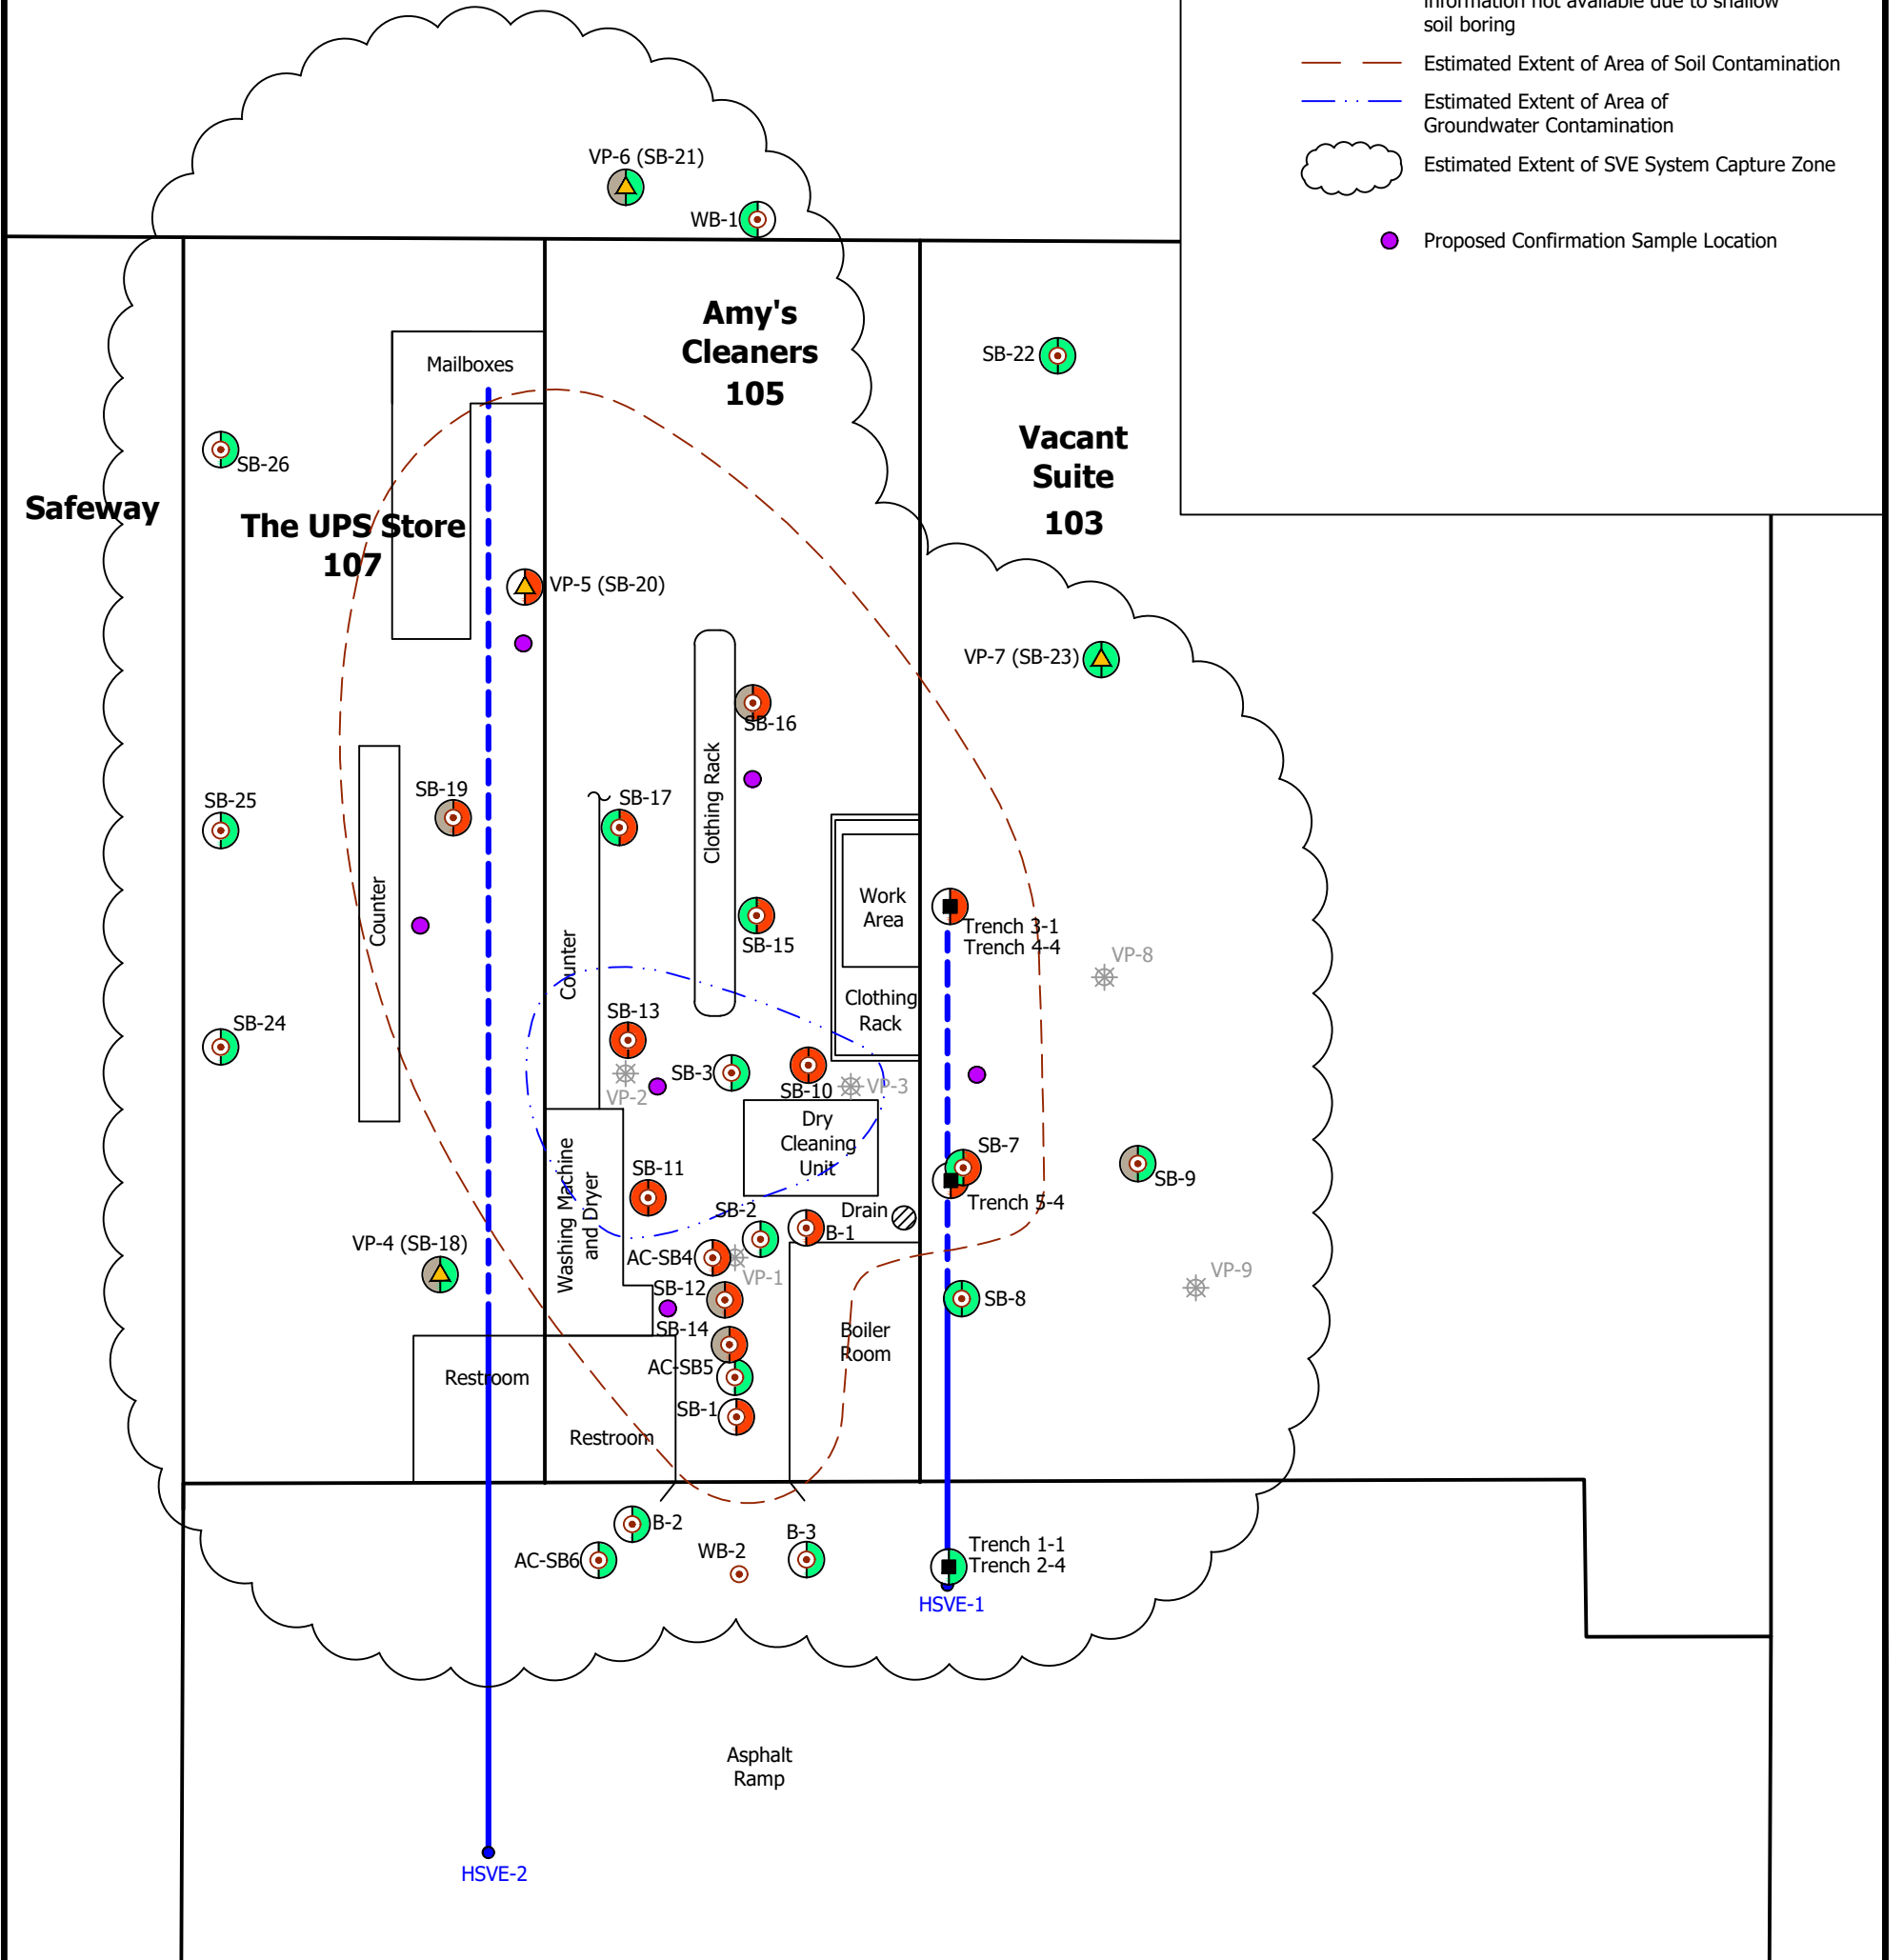 information not available due to shallow
soil boring
Estimated Extent of Area of Soil Contamination
Estimated Extent of Area of
Groundwater Contamination
Estimated Extent of SVE System Capture Zone
Proposed Confirmation Sample Location
VP-6 (SB-21)
WB-1
Amy's
Cleaners
105
SB-22
Mailboxes
Vacant
Suite
103
SB-26
Safeway
The UPS Store
107
VP-5 (SB-20)
VP-7 (SB-23)
SB-16
Clothing Rack
SB-19
SB-17
SB-25
Counter
Work
Area
Trench 3-1
Trench 4-4
SB-15
VP-8
Counter
Clothing
Rack
SB-13
SB-24
SB-3
SB-10
VP-3
VP-2
Dry
Cleaning
Unit
SB-7
SB-9
Trench 5-4
Washing Machine
and Dryer
SB-11
SB-2
Drain
B-1
VP-4 (SB-18)
AC-SB4
VP-1
VP-9
SB-12
SB-8
SB-14
Boiler
Room
AC-SB5
Restroom
SB-1
Restroom
B-2
B-3
WB-2
AC-SB6
Trench 1-1
Trench 2-4
HSVE-1
Asphalt
Ramp
HSVE-2